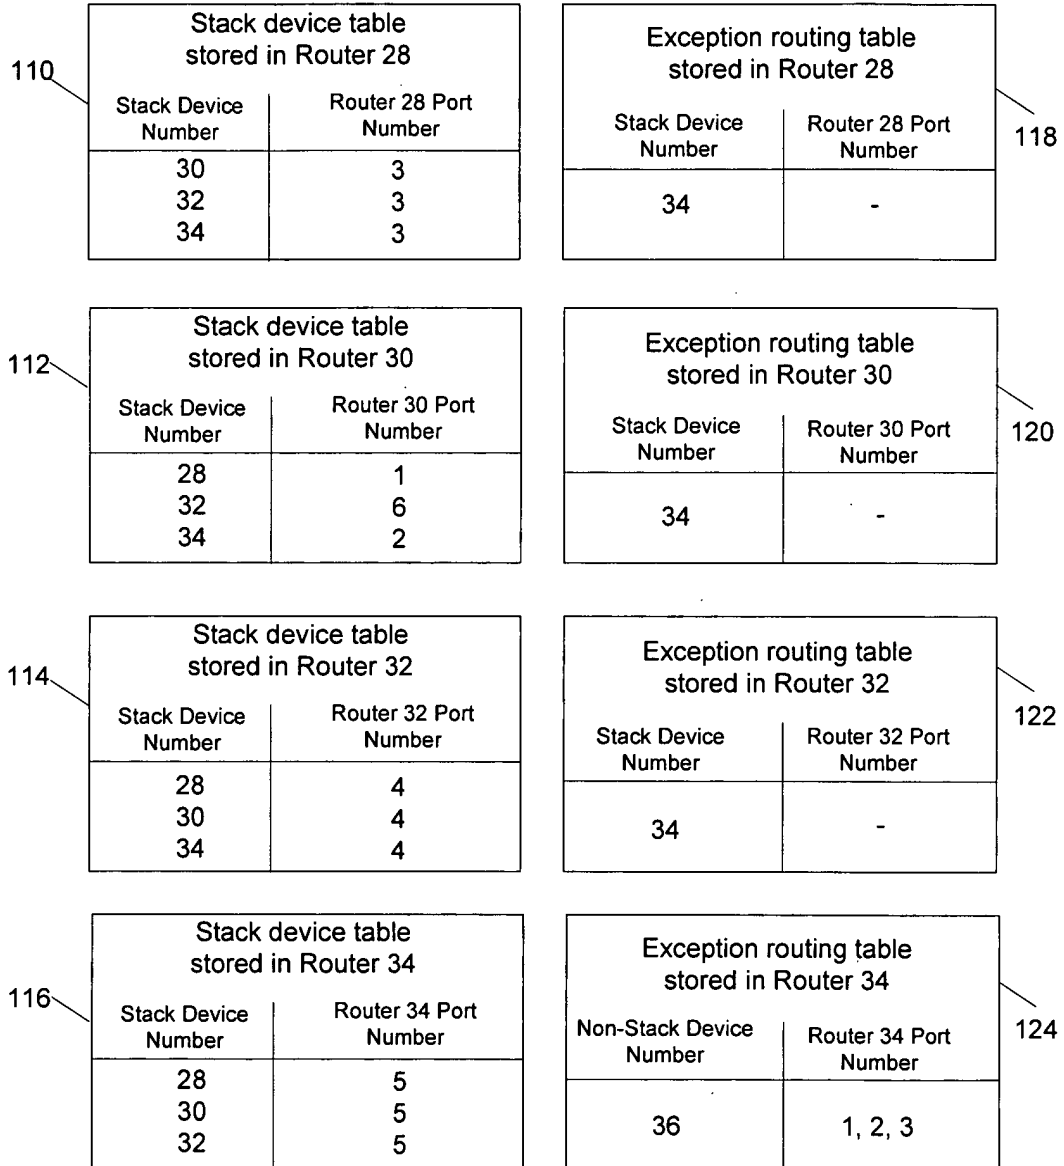 110
Stack device table
stored in Router 28
Stack Device Number
Router 28 Port Number
30 3
32 3
34 3
Exception routing table
stored in Router 28
118
Stack Device Number
Router 28 Port Number
34 -
112
Stack device table
stored in Router 30
Stack Device Number
Router 30 Port Number
28 1
32 6
34 2
Exception routing table
stored in Router 30
120
Stack Device Number
Router 30 Port Number
34 -
114
Stack device table
stored in Router 32
Stack Device Number
Router 32 Port Number
28 4
30 4
34 4
Exception routing table
stored in Router 32
122
Stack Device Number
Router 32 Port Number
34 -
116
Stack device table
stored in Router 34
Stack Device Number
Router 34 Port Number
28 5
30 5
32 5
Exception routing table
stored in Router 34
124
Non-Stack Device Number
Router 34 Port Number
36 1, 2, 3